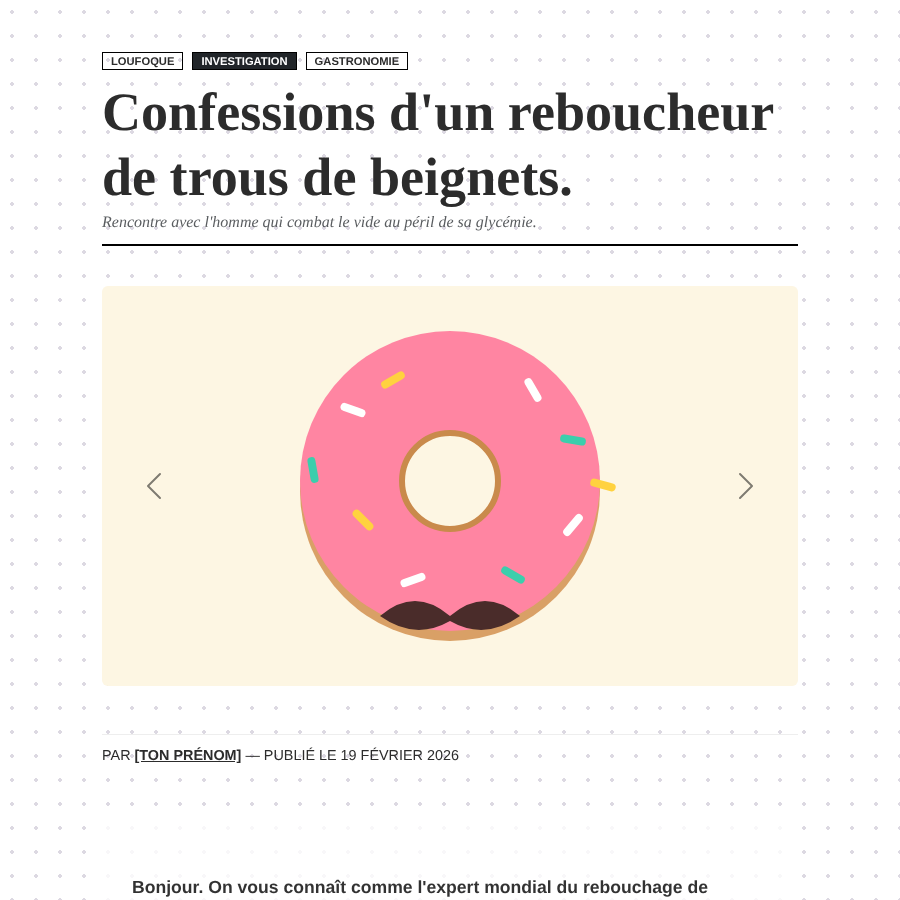 LOUFOQUE INVESTIGATION GASTRONOMIE
Confessions d'un reboucheur
de trous de beignets.
Rencontre avec l'homme qui combat le vide au péril de sa glycémie.
PAR [TON PRÉNOM] — PUBLIÉ LE 19 FÉVRIER 2026
Bonjour. On vous connaît comme l'expert mondial du rebouchage de